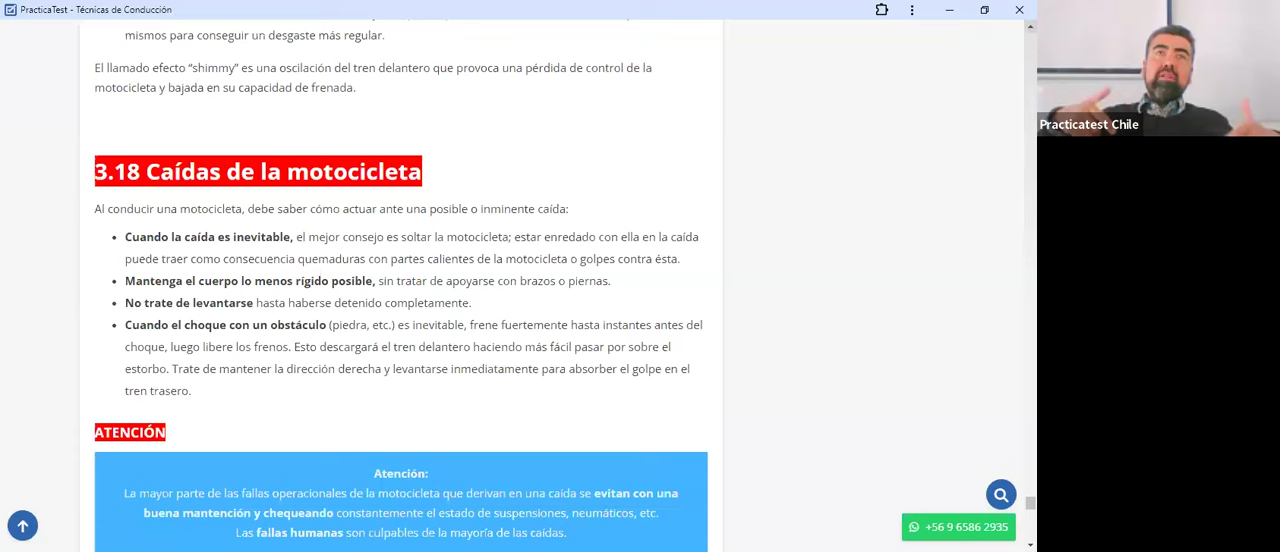 PracticaTest - Técnicas de Conducción
mismos para conseguir un desgaste más regular.
El llamado efecto “shimmy” es una oscilación del tren delantero que provoca una pérdida de control de la
motocicleta y bajada en su capacidad de frenada.
3.18 Caídas de la motocicleta
Al conducir una motocicleta, debe saber cómo actuar ante una posible o inminente caída:
• Cuando la caída es inevitable, el mejor consejo es soltar la motocicleta; estar enredado con ella en la caída
puede traer como consecuencia quemaduras con partes calientes de la motocicleta o golpes contra ésta.
• Mantenga el cuerpo lo menos rígido posible, sin tratar de apoyarse con brazos o piernas.
• No trate de levantarse hasta haberse detenido completamente.
• Cuando el choque con un obstáculo (piedra, etc.) es inevitable, frene fuertemente hasta instantes antes del
choque, luego libere los frenos. Esto descargará el tren delantero haciendo más fácil pasar por sobre el
estorbo. Trate de mantener la dirección derecha y levantarse inmediatamente para absorber el golpe en el
tren trasero.
ATENCIÓN
Atención:
La mayor parte de las fallas operacionales de la motocicleta que derivan en una caída se evitan con una
buena mantención y chequeando constantemente el estado de suspensiones, neumáticos, etc.
Las fallas humanas son culpables de la mayoría de las caídas.
+56 9 6586 2935
Practicatest Chile